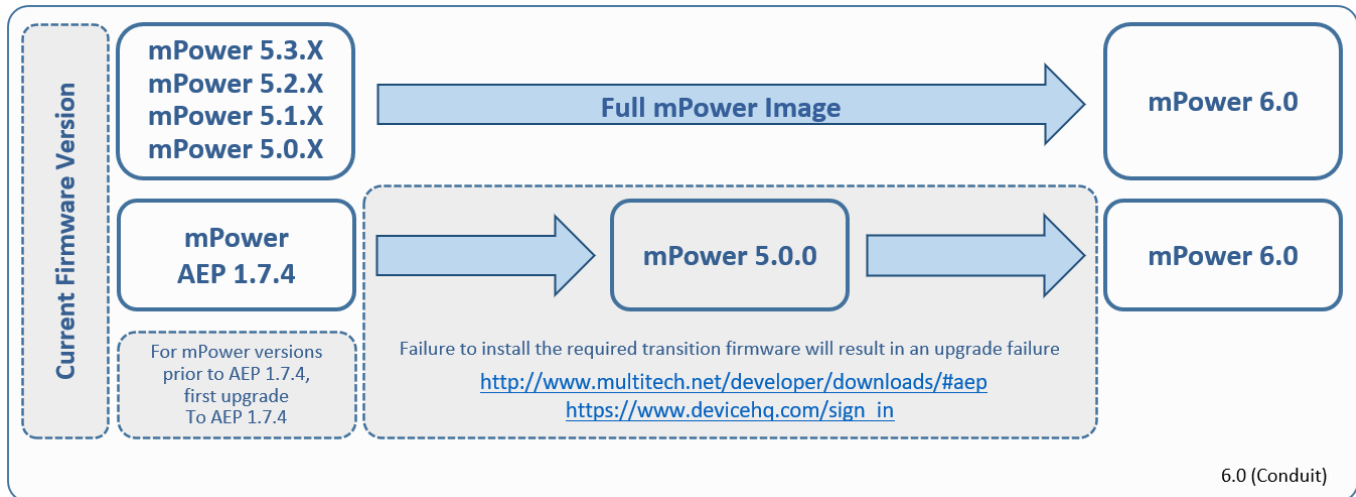 Current Firmware Version
mPower 5.3.X
mPower 5.2.X
mPower 5.1.X
mPower 5.0.X
Full mPower Image
mPower 6.0
mPower
AEP 1.7.4
mPower 5.0.0
mPower 6.0
For mPower versions
prior to AEP 1.7.4,
first upgrade
To AEP 1.7.4
Failure to install the required transition firmware will result in an upgrade failure
http://www.multitech.net/developer/downloads/#aep
https://www.devicehq.com/sign_in
6.0 (Conduit)